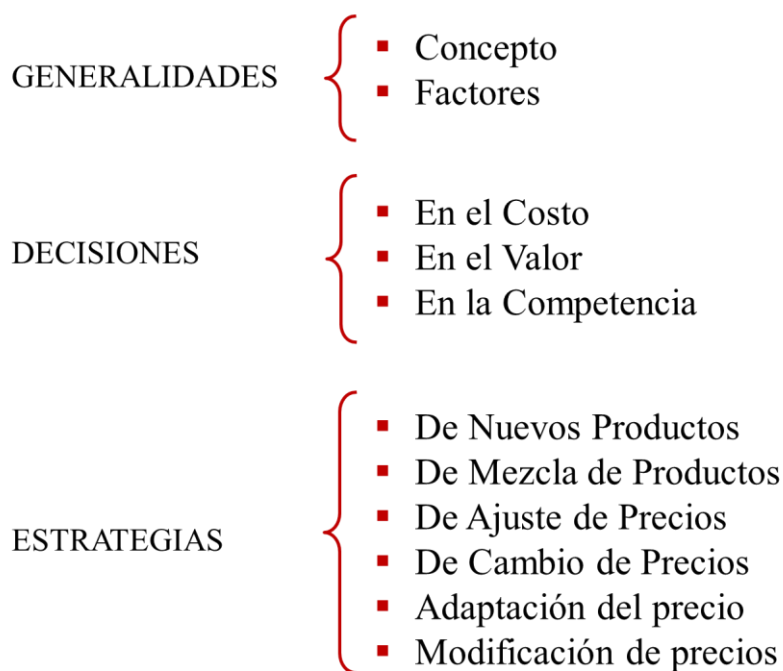 GENERALIDADES
Concepto
Factores
DECISIONES
En el Costo
En el Valor
En la Competencia
ESTRATEGIAS
De Nuevos Productos
De Mezcla de Productos
De Ajuste de Precios
De Cambio de Precios
Adaptación del precio
Modificación de precios